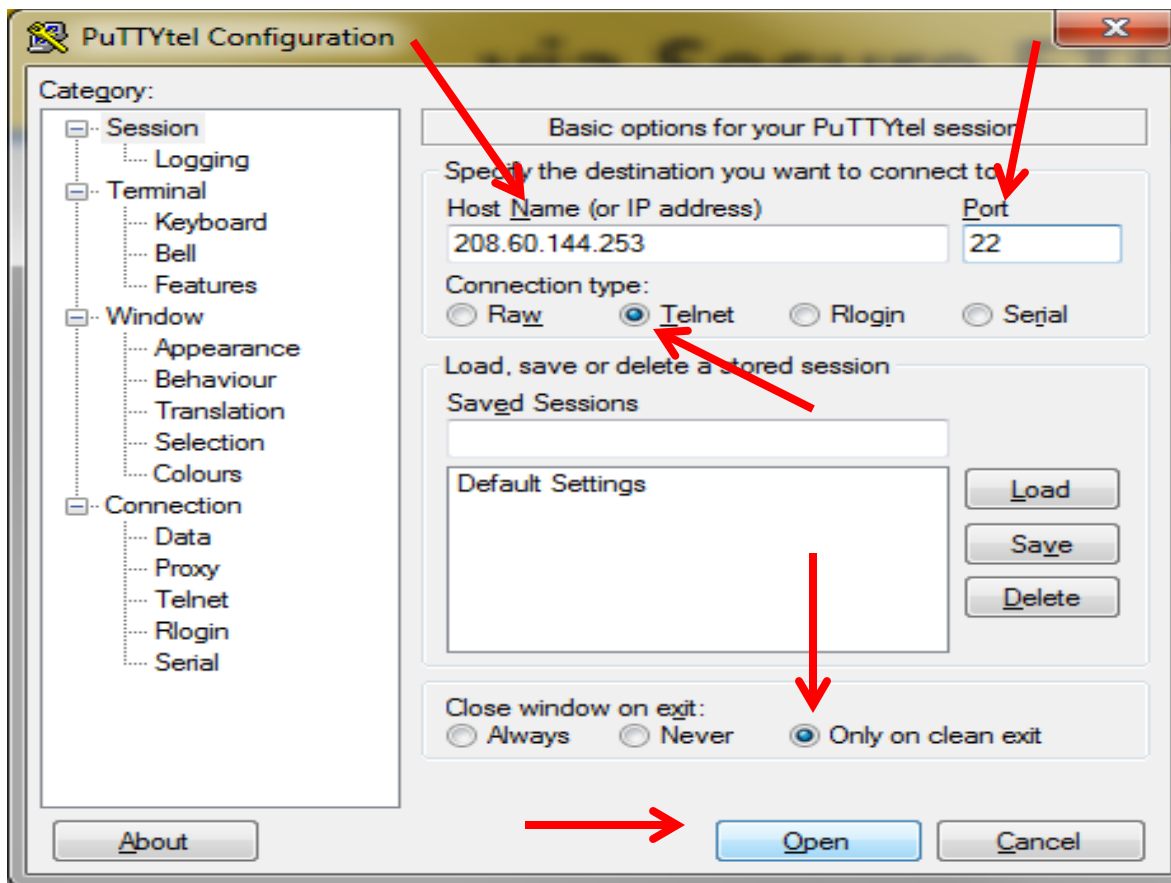 PuTTYtel Configuration
via Secure FT
Category:
Session
Logging
Terminal
Keyboard
Bell
Features
Window
Appearance
Behaviour
Translation
Selection
Colours
Connection
Data
Proxy
Telnet
Rlogin
Serial
Basic options for your PuTTYtel session
Specify the destination you want to connect to
Host Name (or IP address) Port
208.60.144.253 22
Connection type:
Raw Telnet Rlogin Serial
Load, save or delete a stored session
Saved Sessions
Default Settings
Load
Save
Delete
Close window on exit:
Always Never Only on clean exit
About Open Cancel